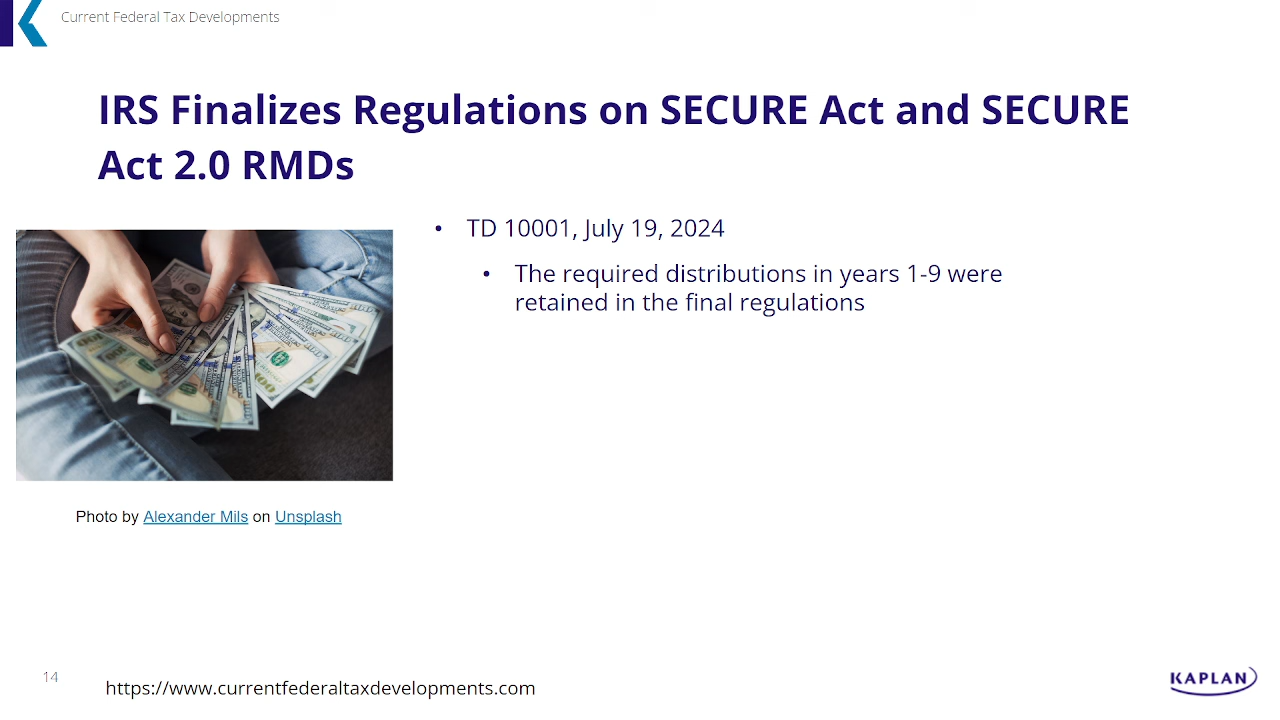 Current Federal Tax Developments
IRS Finalizes Regulations on SECURE Act and SECURE
Act 2.0 RMDs
• TD 10001, July 19, 2024
• The required distributions in years 1-9 were
retained in the final regulations
Photo by Alexander Mils on Unsplash
14
https://www.currentfederaltaxdevelopments.com
KAPLAN